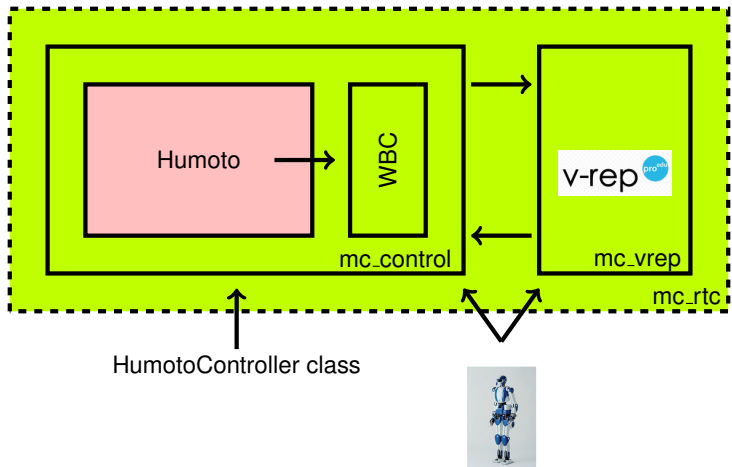 Humoto
WBC
mc_control
v-rep
pro edu
mc_vrep
mc_rtc
HumotoController class